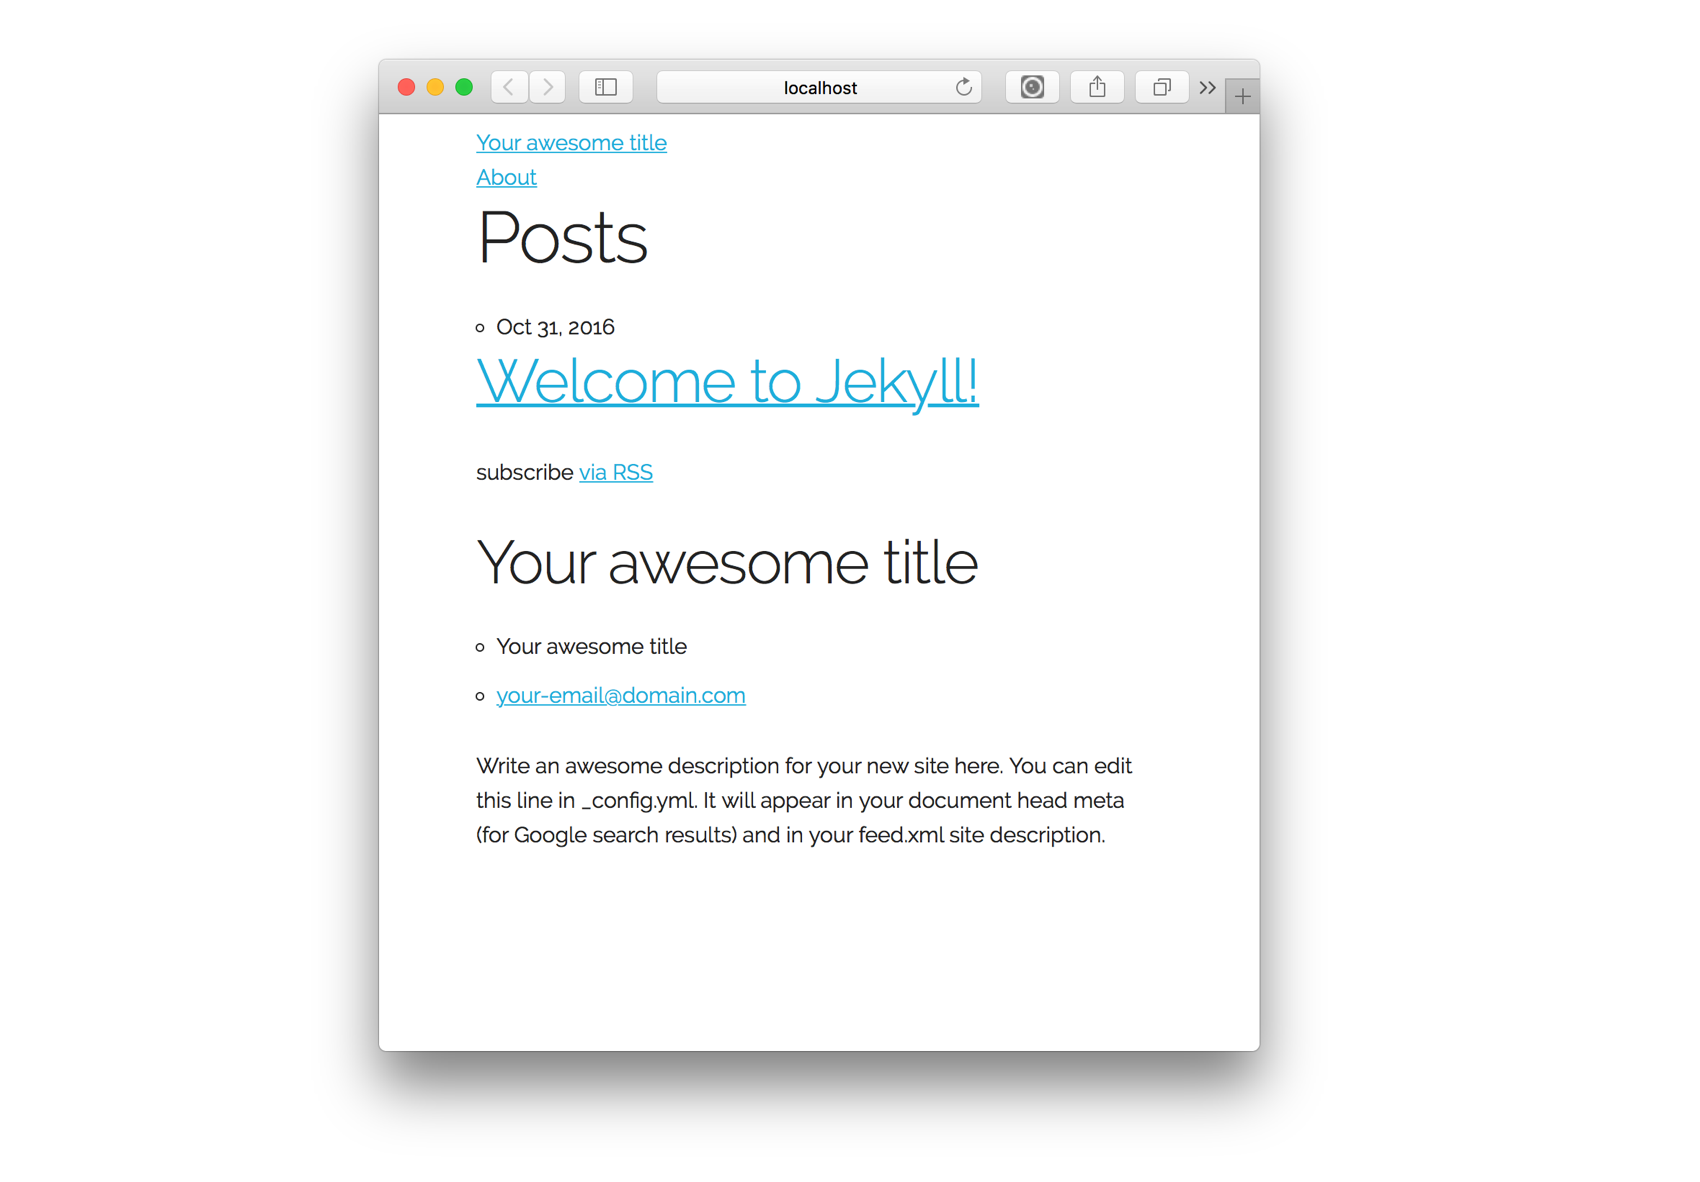 localhost
Your awesome title
About
Posts
Oct 31, 2016
Welcome to Jekyll!
subscribe via RSS
Your awesome title
Your awesome title
your-email@domain.com
Write an awesome description for your new site here. You can edit
this line in _config.yml. It will appear in your document head meta
(for Google search results) and in your feed.xml site description.